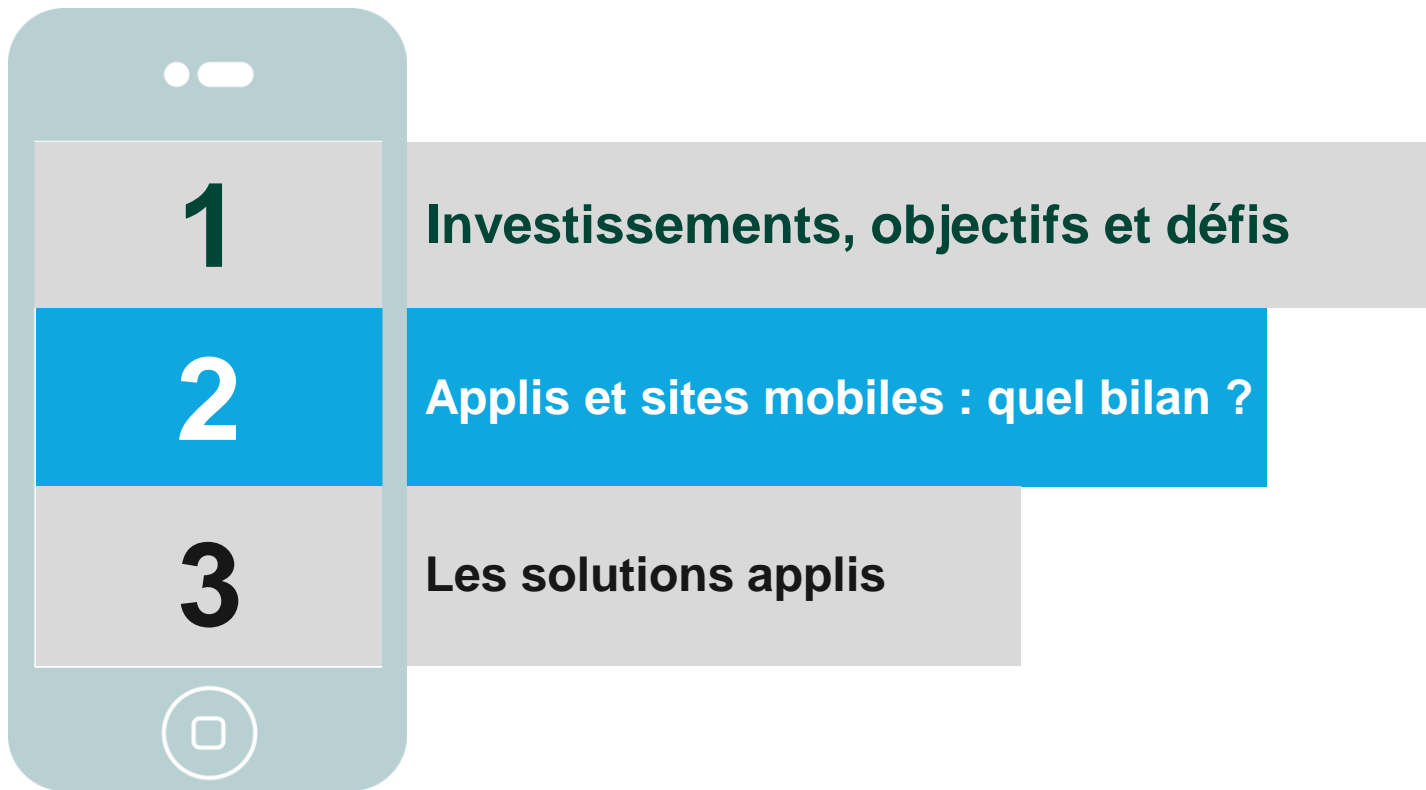 1 Investissements, objectifs et défis
2 Applis et sites mobiles : quel bilan ?
3 Les solutions applis